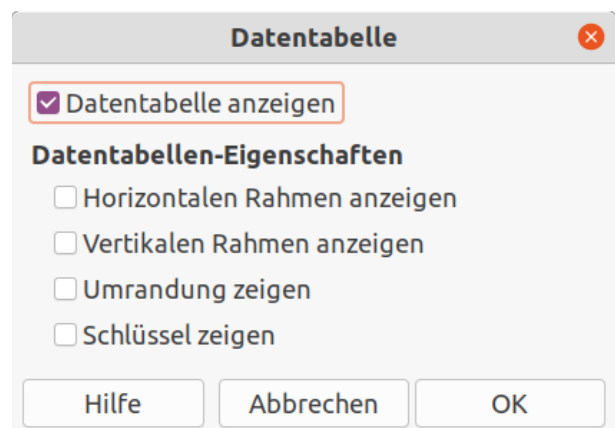 Datentabelle
Datentabelle anzeigen
Datentabellen-Eigenschaften
Horizontalen Rahmen anzeigen
Vertikalen Rahmen anzeigen
Umrandung zeigen
Schlüssel zeigen
Hilfe Abbrechen OK